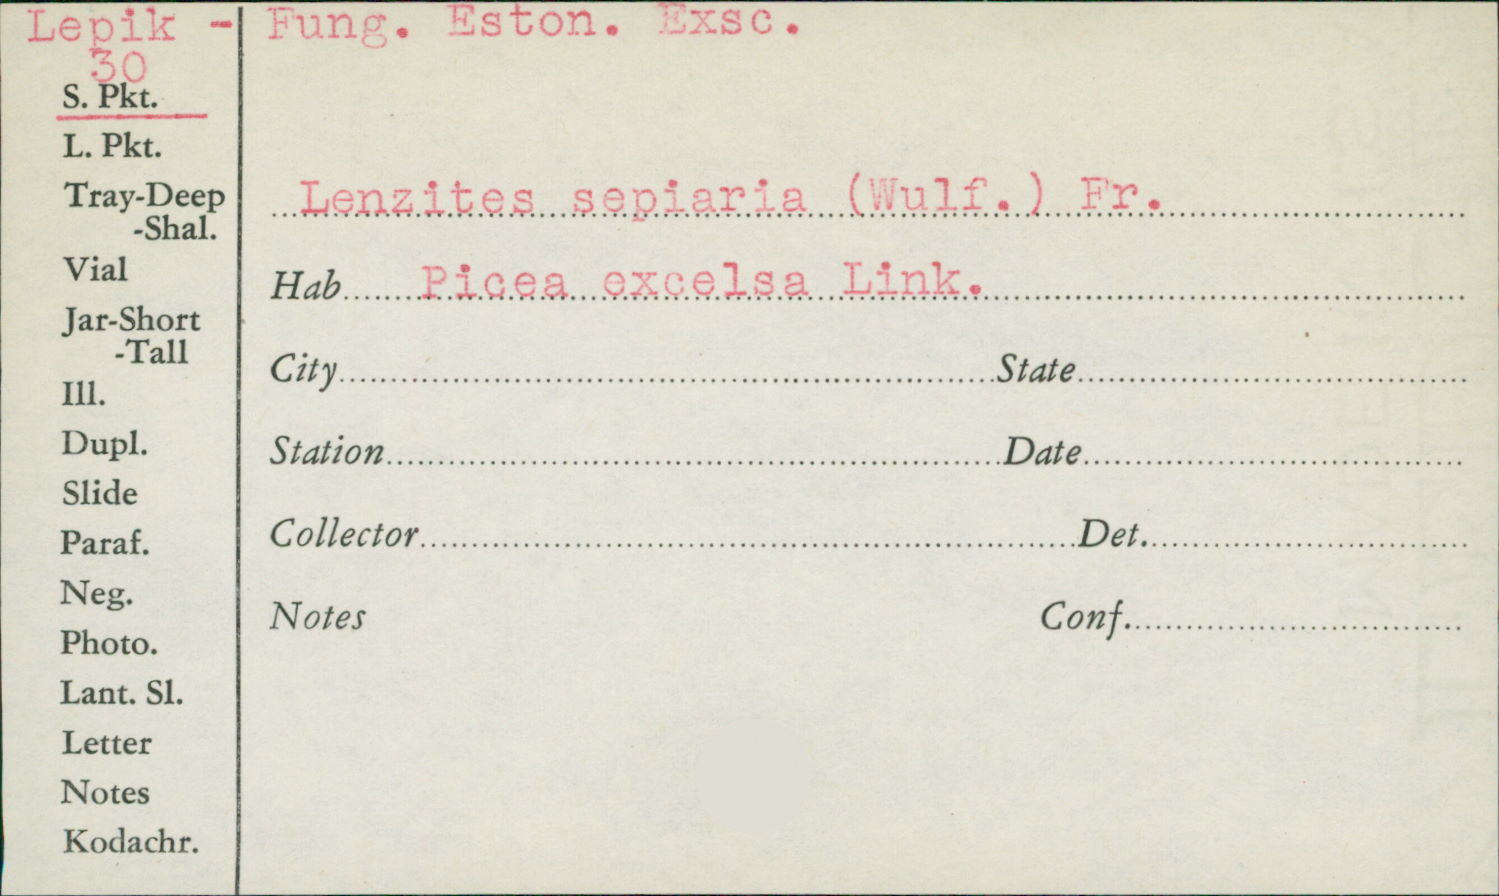 Lepik - Fung. Eston. Exsc.
30
S. Pkt.
L. Pkt.
Tray-Deep
-Shal.
Lenzites sepiaria (Wulf.) Fr.
Vial
Hab. Picea excelsa Link.
Jar-Short
-Tall
City State
Ill.
Dupl.
Station Date
Slide
Paraf.
Collector Det.
Neg.
Notes Conf.
Photo.
Lant. Sl.
Letter
Notes
Kodachr.